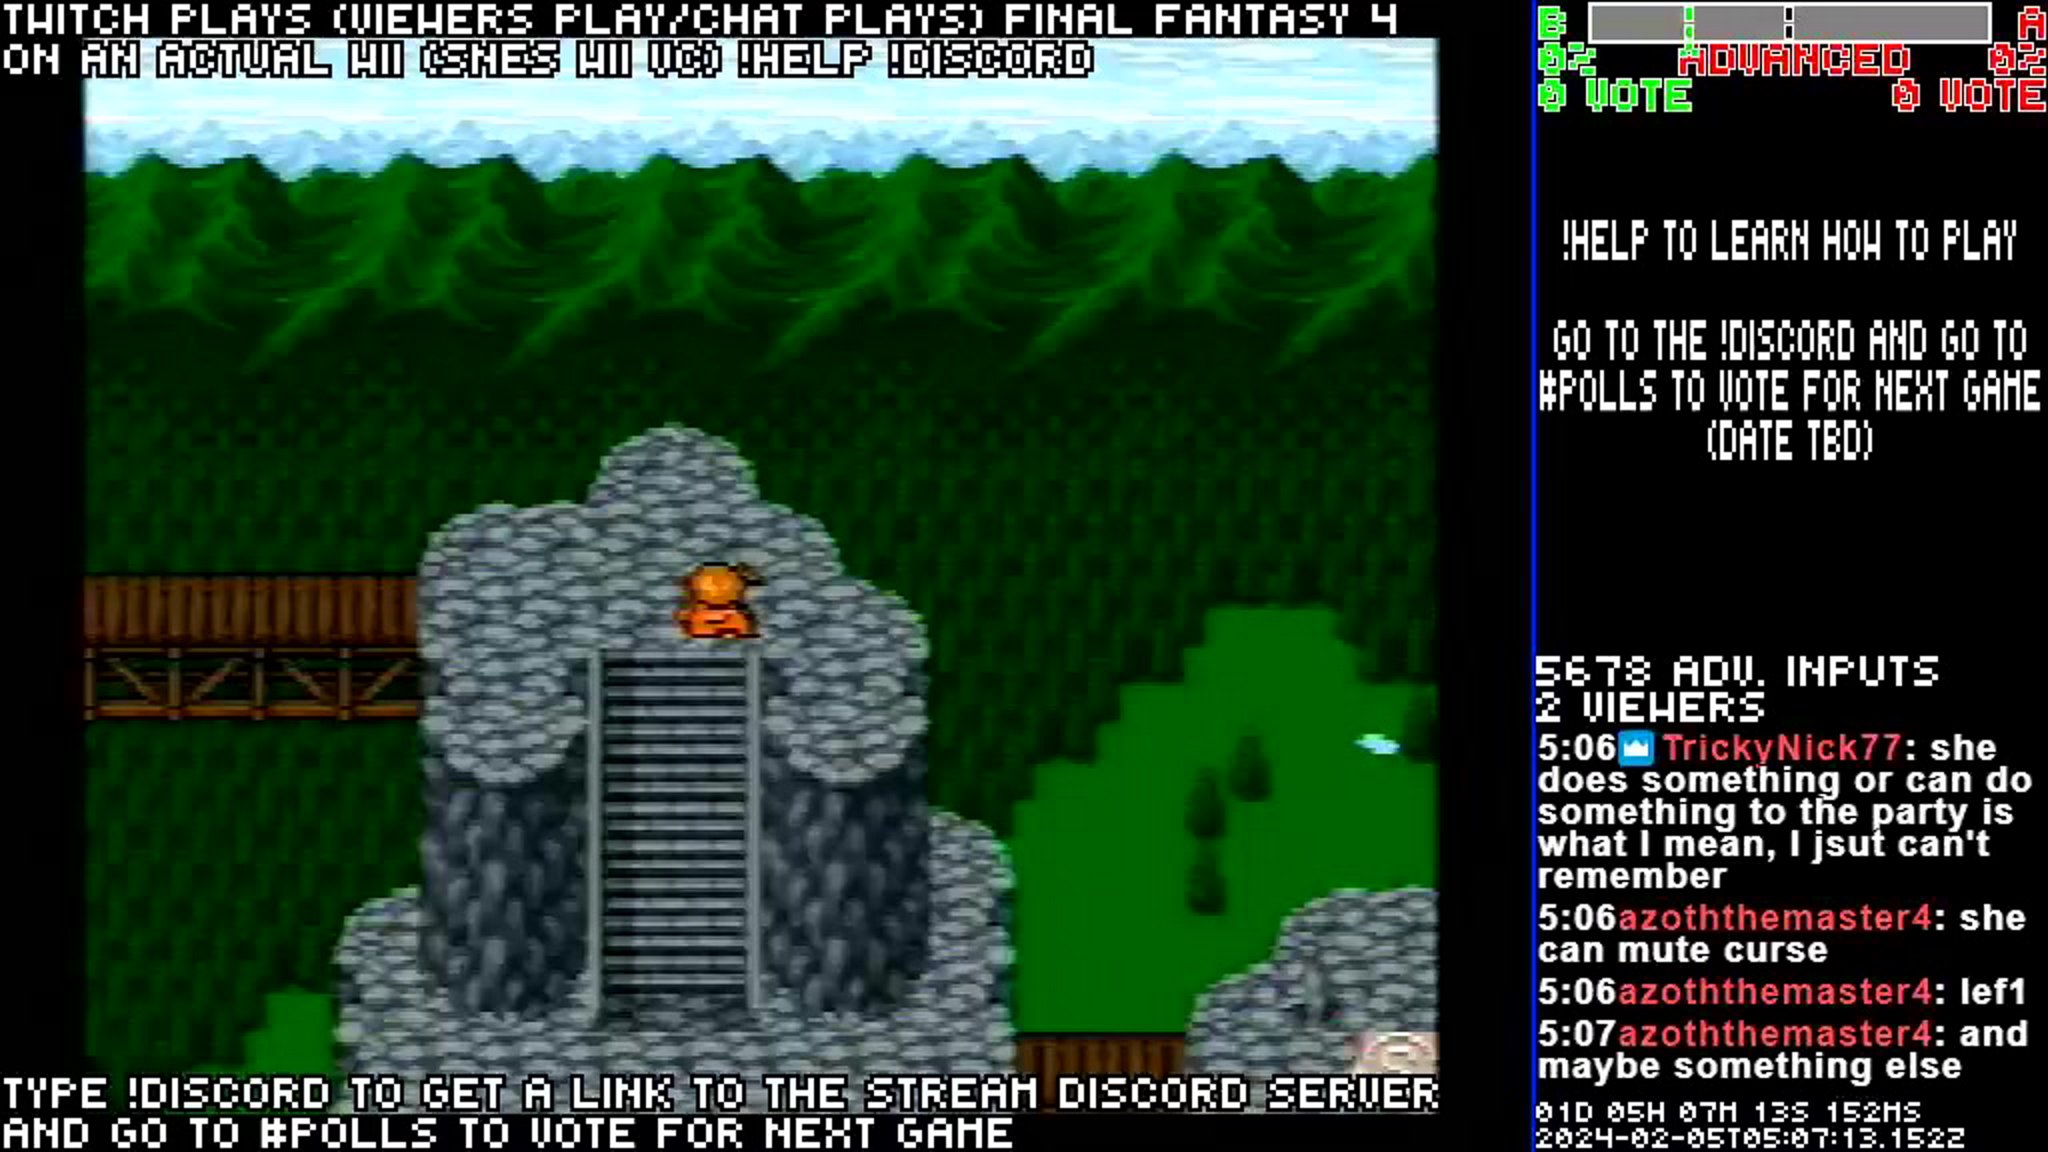 TWITCH PLAYS (VIEWERS PLAY/CHAT PLAYS) FINAL FANTASY 4
ON AN ACTUAL WII (SNES WII VC) !HELP !DISCORD
B A
0% ADVANCED 0%
0 VOTE 0 VOTE
!HELP TO LEARN HOW TO PLAY
GO TO THE !DISCORD AND GO TO
#POLLS TO VOTE FOR NEXT GAME
(DATE TBD)
5678 ADV. INPUTS
2 VIEWERS
5:06 TrickyNick77: she
does something or can do
something to the party is
what I mean, I jsut can't
remember
5:06azoththemaster4: she
can mute curse
5:06azoththemaster4: lef1
5:07azoththemaster4: and
maybe something else
01D 05H 07M 13S 152MS
2024-02-05T05:07:13.152Z
TYPE !DISCORD TO GET A LINK TO THE STREAM DISCORD SERVER
AND GO TO #POLLS TO VOTE FOR NEXT GAME